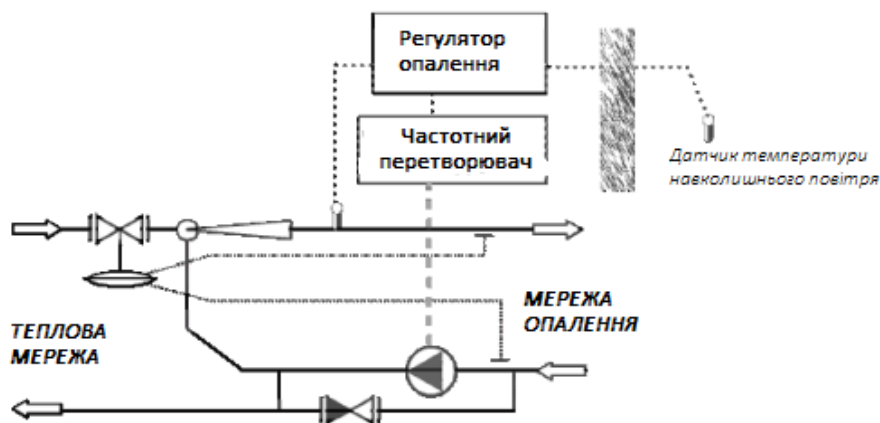 Регулятор
опалення
Частотний
перетворювач
Датчик температури
навколишнього повітря
МЕРЕЖА
ОПАЛЕННЯ
ТЕПЛОВА
МЕРЕЖА